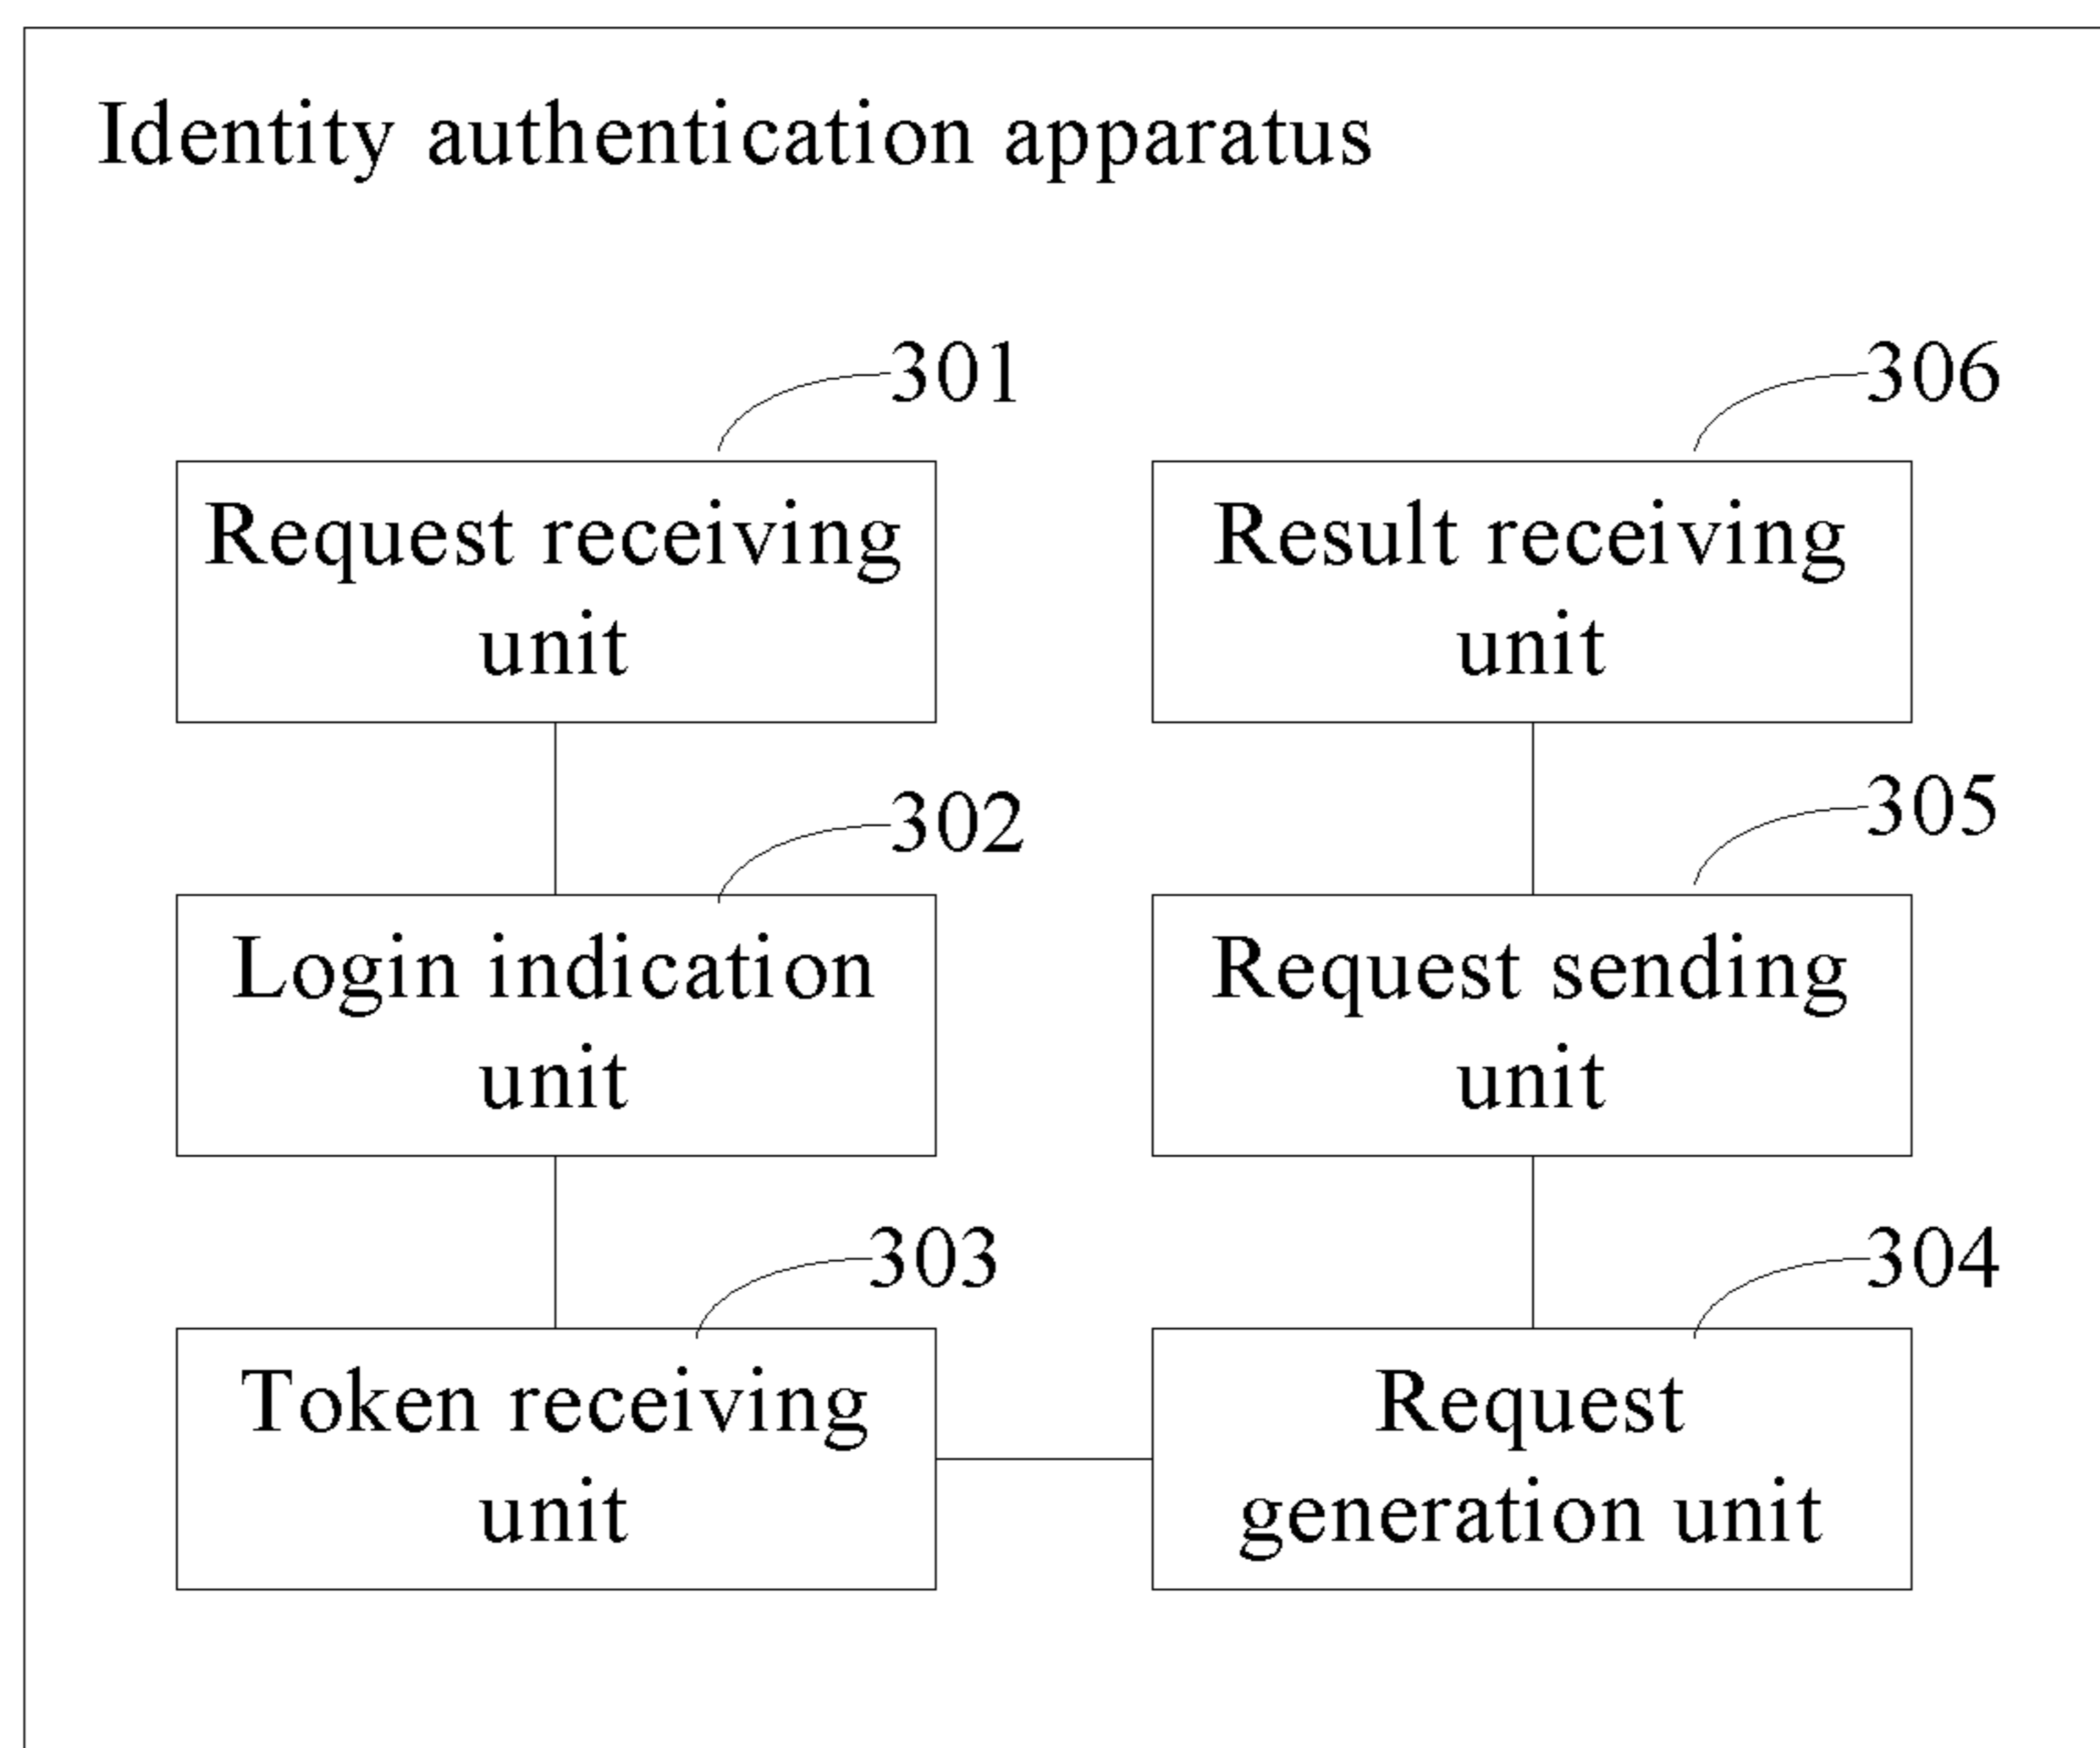 Identity authentication apparatus
301
Request receiving
unit
302
Login indication
unit
303
Token receiving
unit
306
Result receiving
unit
305
Request sending
unit
304
Request
generation unit